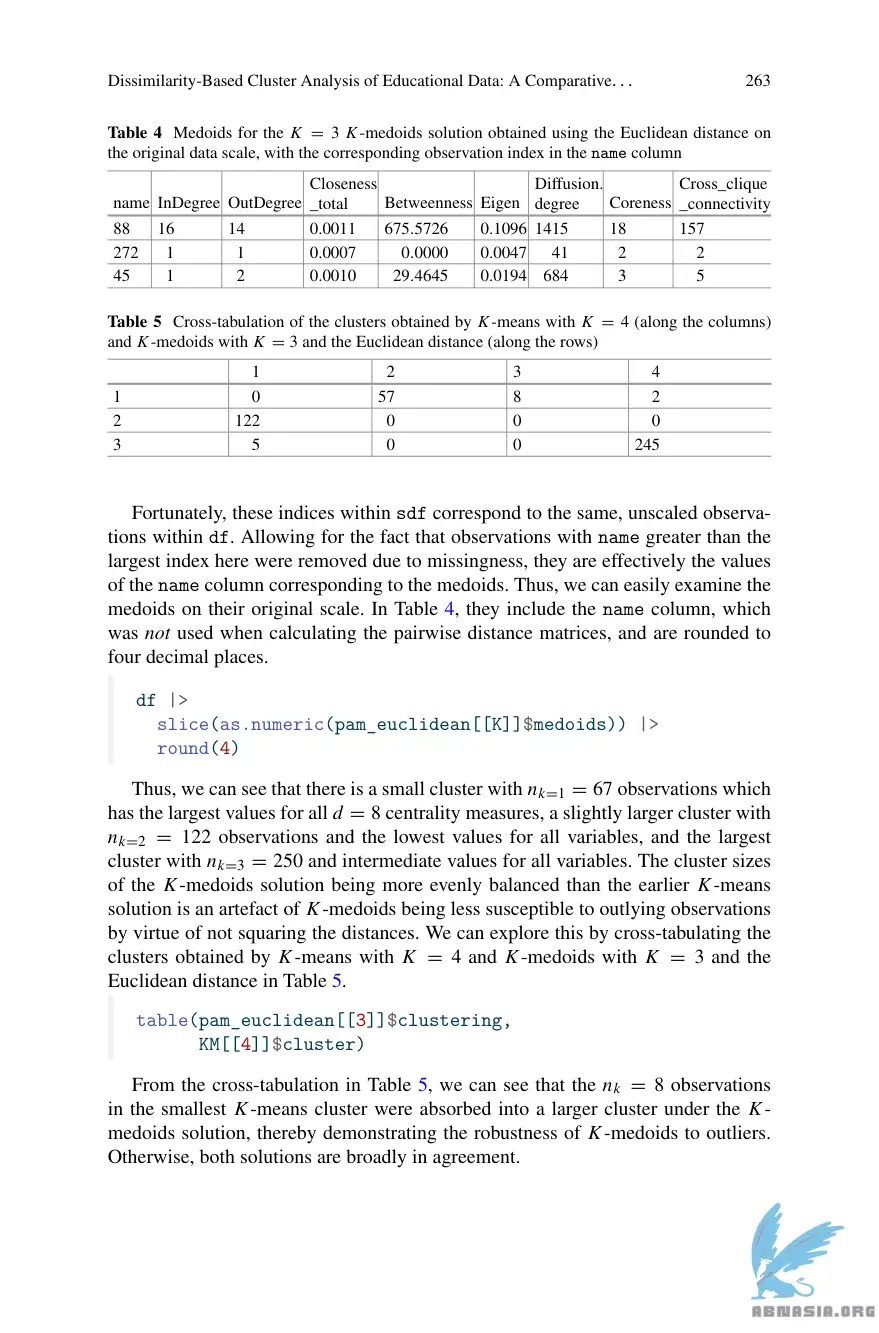 Dissimilarity-Based Cluster Analysis of Educational Data: A Comparative. . . 263
Table 4 Medoids for the K = 3 K-medoids solution obtained using the Euclidean distance on
the original data scale, with the corresponding observation index in the name column
name InDegree OutDegree Closeness_total Betweenness Eigen Diffusion.degree Coreness Cross_clique_connectivity
88 16 14 0.0011 675.5726 0.1096 1415 18 157
272 1 1 0.0007 0.0000 0.0047 41 2 2
45 1 2 0.0010 29.4645 0.0194 684 3 5
Table 5 Cross-tabulation of the clusters obtained by K-means with K = 4 (along the columns)
and K-medoids with K = 3 and the Euclidean distance (along the rows)
1 2 3 4
1 0 57 8 2
2 122 0 0 0
3 5 0 0 245
Fortunately, these indices within sdf correspond to the same, unscaled observa-
tions within df. Allowing for the fact that observations with name greater than the
largest index here were removed due to missingness, they are effectively the values
of the name column corresponding to the medoids. Thus, we can easily examine the
medoids on their original scale. In Table 4, they include the name column, which
was not used when calculating the pairwise distance matrices, and are rounded to
four decimal places.
df |>
slice(as.numeric(pam_euclidean[[K]]$medoids)) |>
round(4)
Thus, we can see that there is a small cluster with nk=1 = 67 observations which
has the largest values for all d = 8 centrality measures, a slightly larger cluster with
nk=2 = 122 observations and the lowest values for all variables, and the largest
cluster with nk=3 = 250 and intermediate values for all variables. The cluster sizes
of the K-medoids solution being more evenly balanced than the earlier K-means
solution is an artefact of K-medoids being less susceptible to outlying observations
by virtue of not squaring the distances. We can explore this by cross-tabulating the
clusters obtained by K-means with K = 4 and K-medoids with K = 3 and the
Euclidean distance in Table 5.
table(pam_euclidean[[3]]$clustering,
KM[[4]]$cluster)
From the cross-tabulation in Table 5, we can see that the nk = 8 observations
in the smallest K-means cluster were absorbed into a larger cluster under the K-
medoids solution, thereby demonstrating the robustness of K-medoids to outliers.
Otherwise, both solutions are broadly in agreement.
ABMASIA.ORG